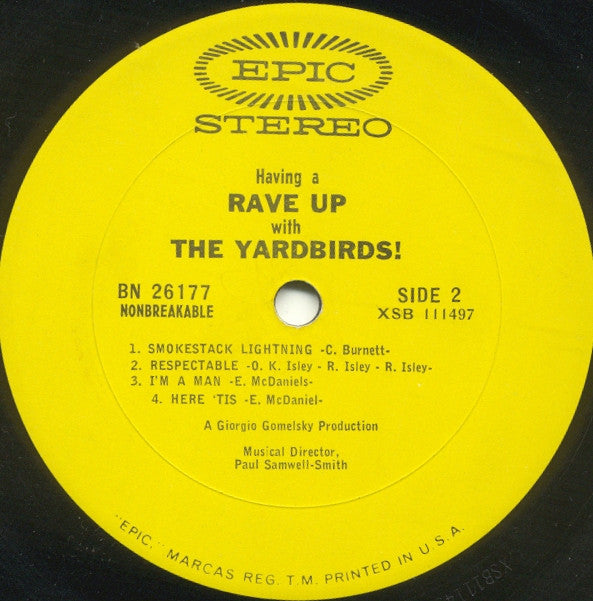 EPIC
STEREO
Having a
RAVE UP
with
THE YARDBIRDS!
BN 26177
NONBREAKABLE
SIDE 2
XSB 111497
1. SMOKESTACK LIGHTNING -C. Burnett-
2. RESPECTABLE -O. K. Isley - R. Isley - R. Isley-
3. I'M A MAN -E. McDaniels-
4. HERE 'TIS -E. McDaniel-
A Giorgio Gomelsky Production
Musical Director,
Paul Samwell-Smith
"EPIC," MARCAS REG. T.M. PRINTED IN U.S.A.